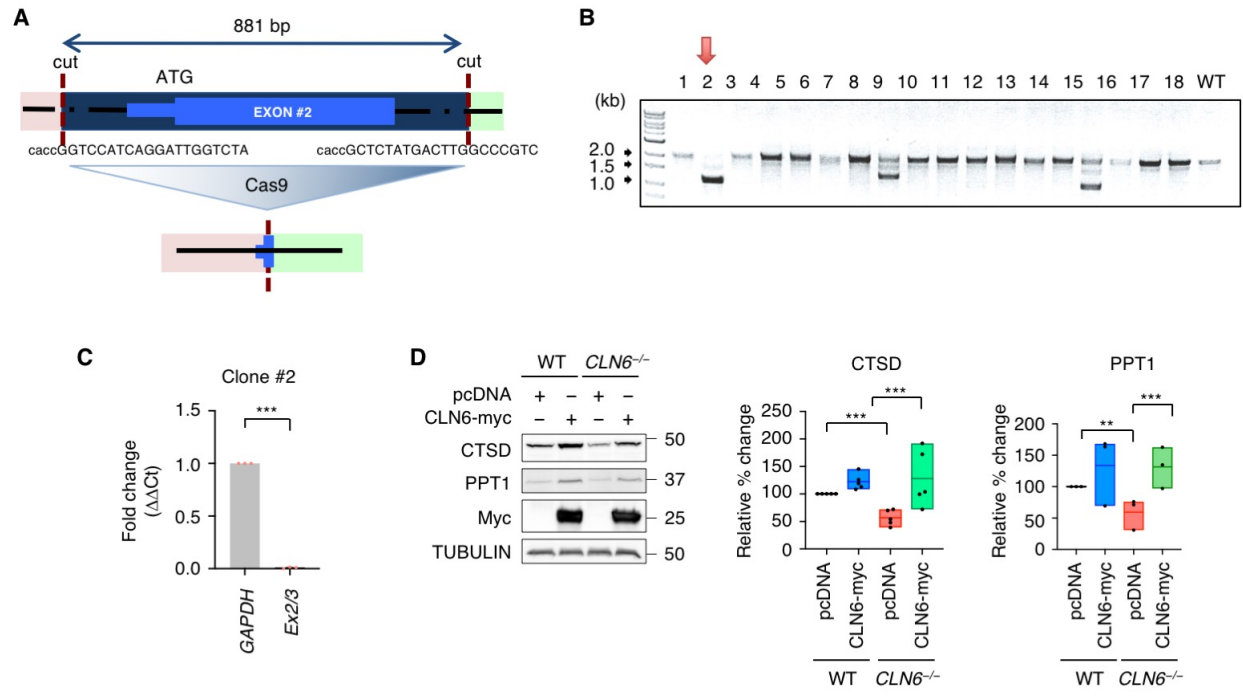 A
881 bp
cut
cut
ATG
EXON #2
caccGGTCCATCAGGATTGGTCTA
caccGCTCTATGACTTGGCCCGTC
Cas9
B
1 2 3 4 5 6 7 8 9 10 11 12 13 14 15 16 17 18 WT
(kb)
2.0
1.5
1.0
C
Clone #2
Fold change
(ΔΔCt)
1.5
1.0
0.5
0.0
***
GAPDH
Ex2/3
D
WT CLN6–/–
pcDNA + – + –
CLN6-myc – + – +
CTSD 50
PPT1 37
Myc 25
TUBULIN 50
CTSD
Relative % change
250
200
150
100
50
0
***
***
pcDNA
CLN6-myc
pcDNA
CLN6-myc
WT
CLN6–/–
PPT1
Relative % change
200
150
100
50
0
**
***
pcDNA
CLN6-myc
pcDNA
CLN6-myc
WT
CLN6–/–